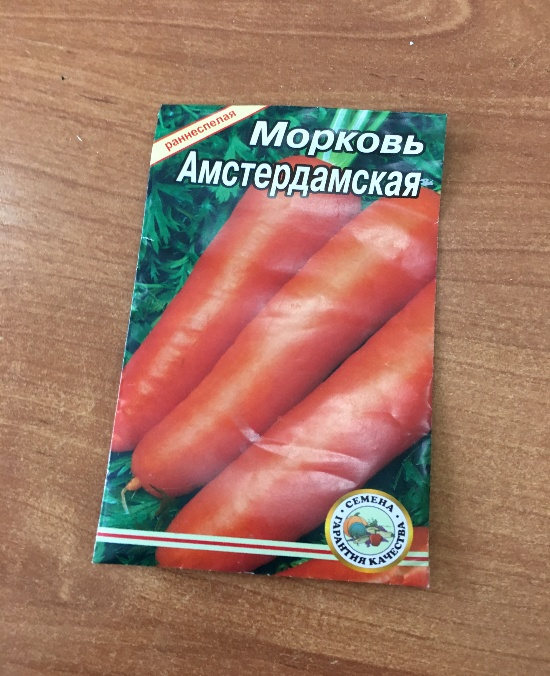 раннеспелая
Морковь
Амстердамская
• СЕМЕНА •
ГАРАНТИЯ КАЧЕСТВА